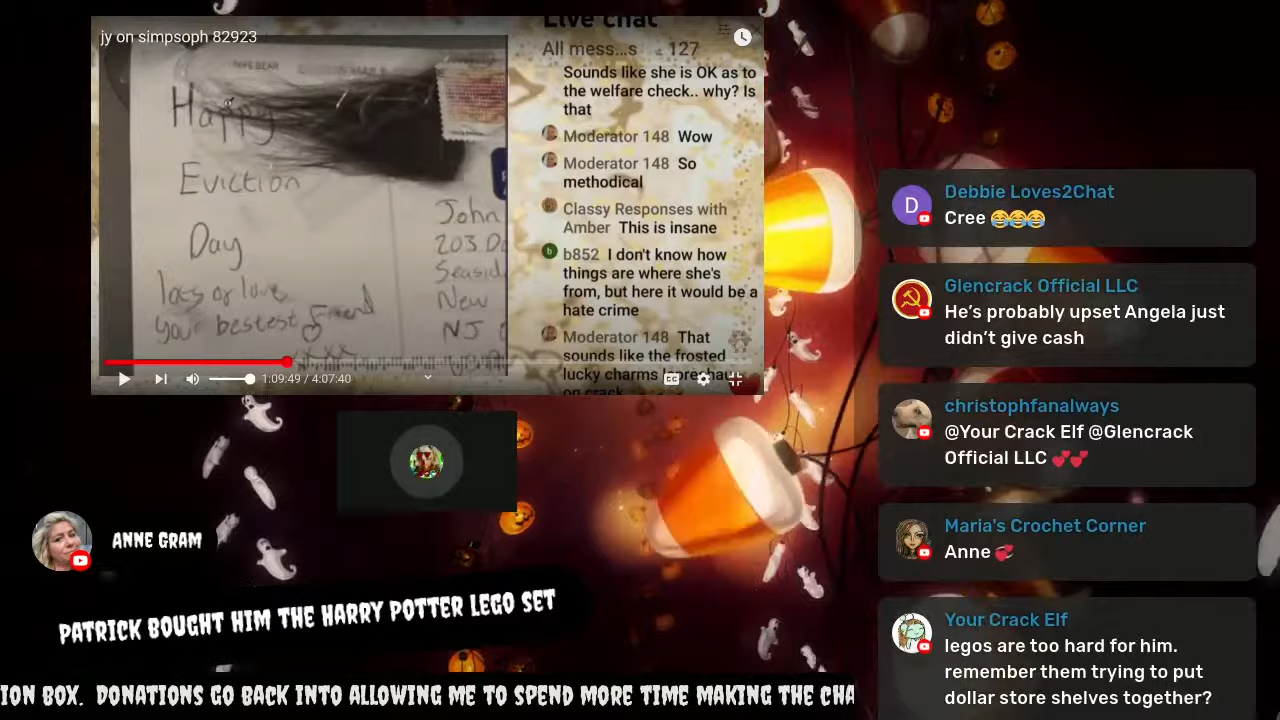 jy on simpsoph 82923
Happy
Eviction
Day
your bestest Friend
John
New
NJ
1:09:49 / 4:07:40
Live chat
All mess...s
127
Sounds like she is OK as to
the welfare check.. why? Is
that
Moderator 148 Wow
Moderator 148 So
methodical
Classy Responses with
Amber This is insane
b852 I don't know how
things are where she's
from, but here it would be a
hate crime
Moderator 148 That
sounds like the frosted
lucky charms
on crack
D
Debbie Loves2Chat
Cree 😂😂😂
Glencrack Official LLC
He's probably upset Angela just
didn't give cash
christophfanalways
@Your Crack Elf @Glencrack
Official LLC 💕💕
Maria's Crochet Corner
Anne 💞
Your Crack Elf
legos are too hard for him.
remember them trying to put
dollar store shelves together?
ANNE GRAM
PATRICK BOUGHT HIM THE HARRY POTTER LEGO SET
ION BOX. DONATIONS GO BACK INTO ALLOWING ME TO SPEND MORE TIME MAKING THE CHA